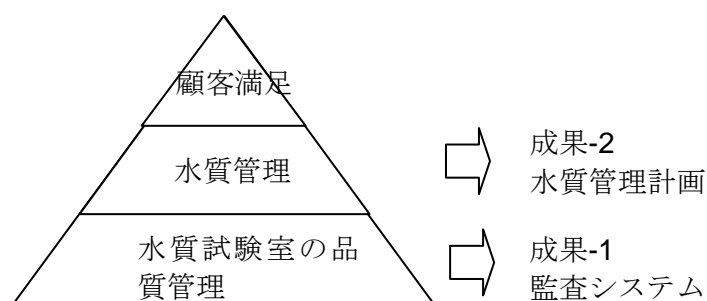 顧客満足
水質管理
成果-2
水質管理計画
水質試験室の品
質管理
成果-1
監査システム